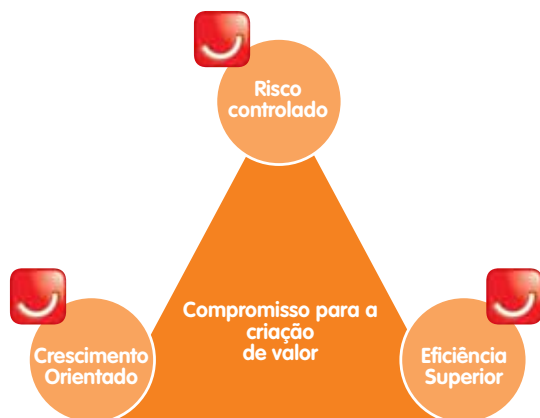 Risco
controlado
Compromisso para a
criação
de valor
Crescimento
Orientado
Eficiência
Superior